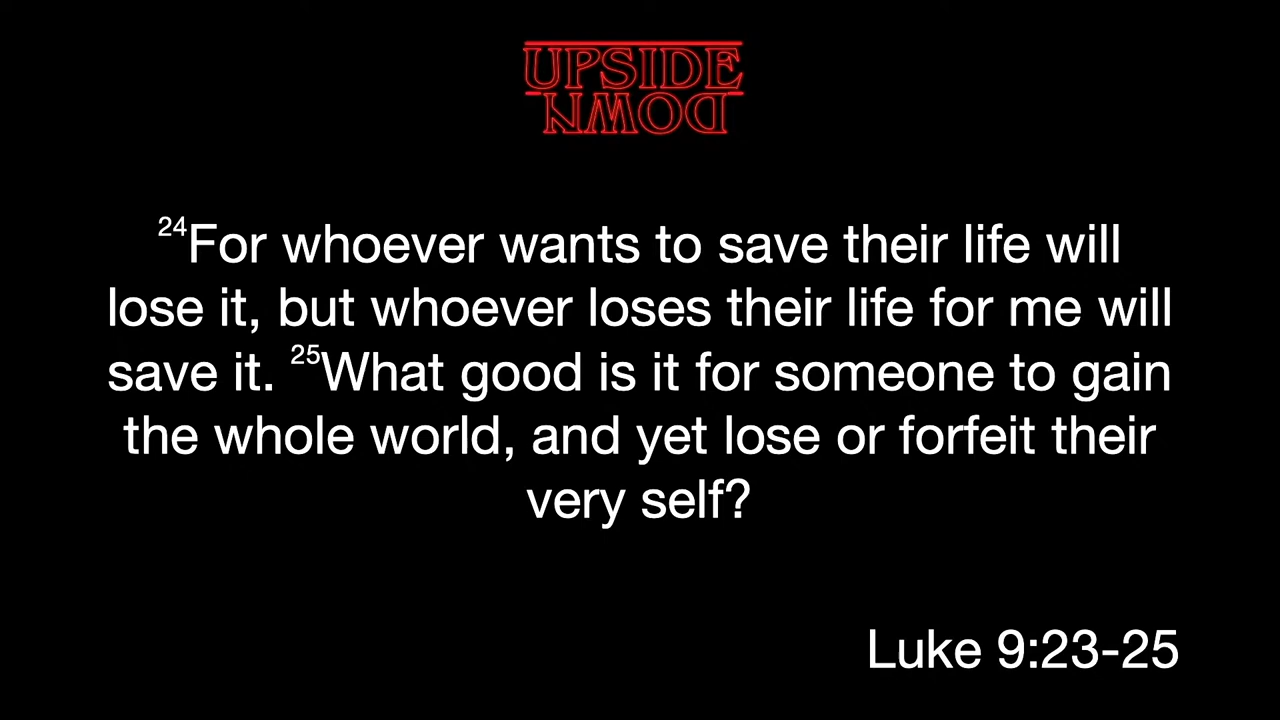 UPSIDE
DOWN
24For whoever wants to save their life will
lose it, but whoever loses their life for me will
save it. 25What good is it for someone to gain
the whole world, and yet lose or forfeit their
very self?
Luke 9:23-25